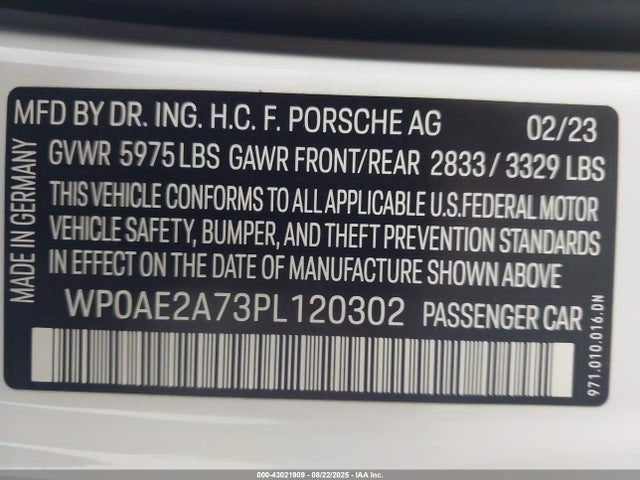 MFD BY DR. ING. H.C. F. PORSCHE AG 02/23
GVWR 5975 LBS GAWR FRONT/REAR 2833 / 3329 LBS
THIS VEHICLE CONFORMS TO ALL APPLICABLE U.S.FEDERAL MOTOR
VEHICLE SAFETY, BUMPER, AND THEFT PREVENTION STANDARDS
IN EFFECT ON THE DATE OF MANUFACTURE SHOWN ABOVE
WP0AE2A73PL120302 PASSENGER CAR
MADE IN GERMANY
971.010.016.DN
000-43021909 - 08/22/2025 - IAA Inc.